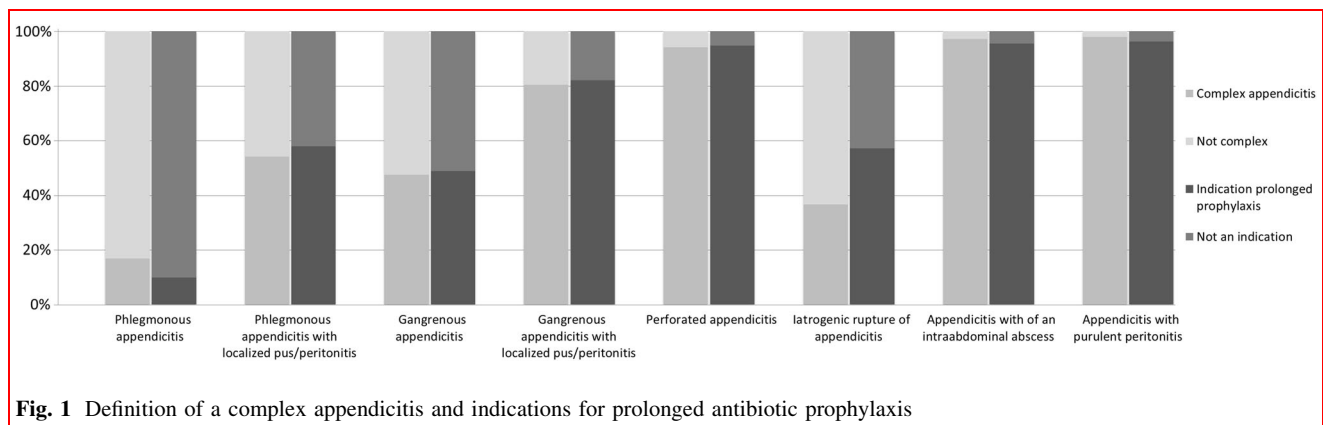 100%
80%
60%
40%
20%
0%
Phlegmonous
appendicitis
Phlegmonous
appendicitis with
localized pus/peritonitis
Gangrenous
appendicitis
Gangrenous
appendicitis with
localized pus/peritonitis
Perforated appendicitis
Iatrogenic rupture of
appendicitis
Appendicitis with of an
intraabdominal abscess
Appendicitis with
purulent peritonitis
Complex appendicitis
Not complex
Indication prolonged
prophylaxis
Not an indication
Fig. 1 Definition of a complex appendicitis and indications for prolonged antibiotic prophylaxis